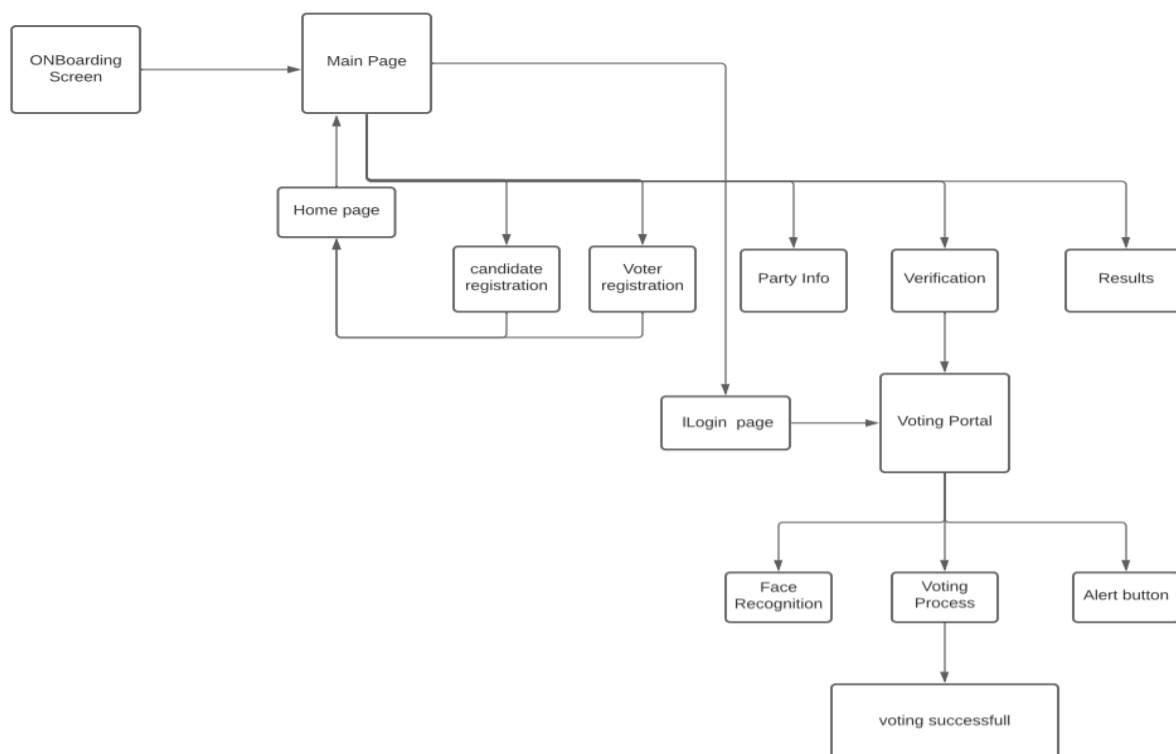 ONBoarding
Screen
Main Page
Home page
candidate
registration
Voter
registration
Party Info
Verification
Results
lLogin  page
Voting Portal
Face
Recognition
Voting
Process
Alert button
voting successfull